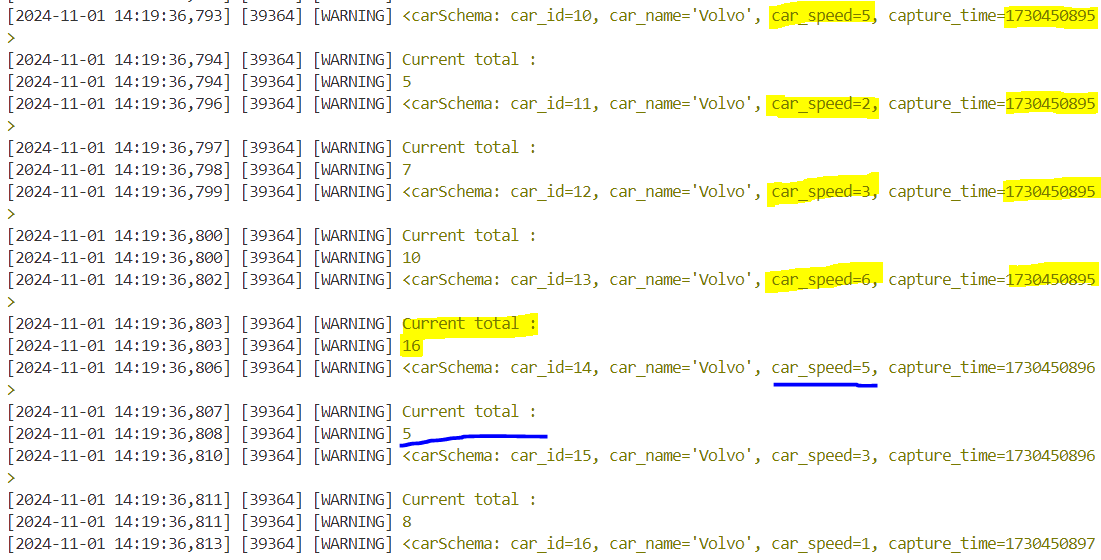 [2024-11-01 14:19:36,793] [39364] [WARNING] <carSchema: car_id=10, car_name='Volvo', car_speed=5, capture_time=1730450895
>
[2024-11-01 14:19:36,794] [39364] [WARNING] Current total :
[2024-11-01 14:19:36,794] [39364] [WARNING] 5
[2024-11-01 14:19:36,796] [39364] [WARNING] <carSchema: car_id=11, car_name='Volvo', car_speed=2, capture_time=1730450895
>
[2024-11-01 14:19:36,797] [39364] [WARNING] Current total :
[2024-11-01 14:19:36,798] [39364] [WARNING] 7
[2024-11-01 14:19:36,799] [39364] [WARNING] <carSchema: car_id=12, car_name='Volvo', car_speed=3, capture_time=1730450895
>
[2024-11-01 14:19:36,800] [39364] [WARNING] Current total :
[2024-11-01 14:19:36,800] [39364] [WARNING] 10
[2024-11-01 14:19:36,802] [39364] [WARNING] <carSchema: car_id=13, car_name='Volvo', car_speed=6, capture_time=1730450895
>
[2024-11-01 14:19:36,803] [39364] [WARNING] Current total :
[2024-11-01 14:19:36,803] [39364] [WARNING] 16
[2024-11-01 14:19:36,806] [39364] [WARNING] <carSchema: car_id=14, car_name='Volvo', car_speed=5, capture_time=1730450896
>
[2024-11-01 14:19:36,807] [39364] [WARNING] Current total :
[2024-11-01 14:19:36,808] [39364] [WARNING] 5
[2024-11-01 14:19:36,810] [39364] [WARNING] <carSchema: car_id=15, car_name='Volvo', car_speed=3, capture_time=1730450896
>
[2024-11-01 14:19:36,811] [39364] [WARNING] Current total :
[2024-11-01 14:19:36,811] [39364] [WARNING] 8
[2024-11-01 14:19:36,813] [39364] [WARNING] <carSchema: car_id=16, car_name='Volvo', car_speed=1, capture_time=1730450897